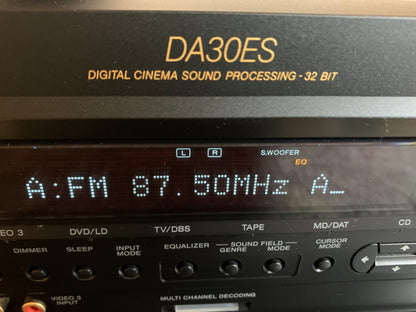 DA30ES
DIGITAL CINEMA SOUND PROCESSING - 32 BIT
L R S.WOOFER
EQ
A:FM 87.50MHz A_
EO 3 DVD/LD TV/DBS TAPE MD/DAT CD
DIMMER SLEEP INPUT MODE EQUALIZER SOUND FIELD GENRE MODE CURSOR MODE
VIDEO 3 INPUT
MULTI CHANNEL DECODING